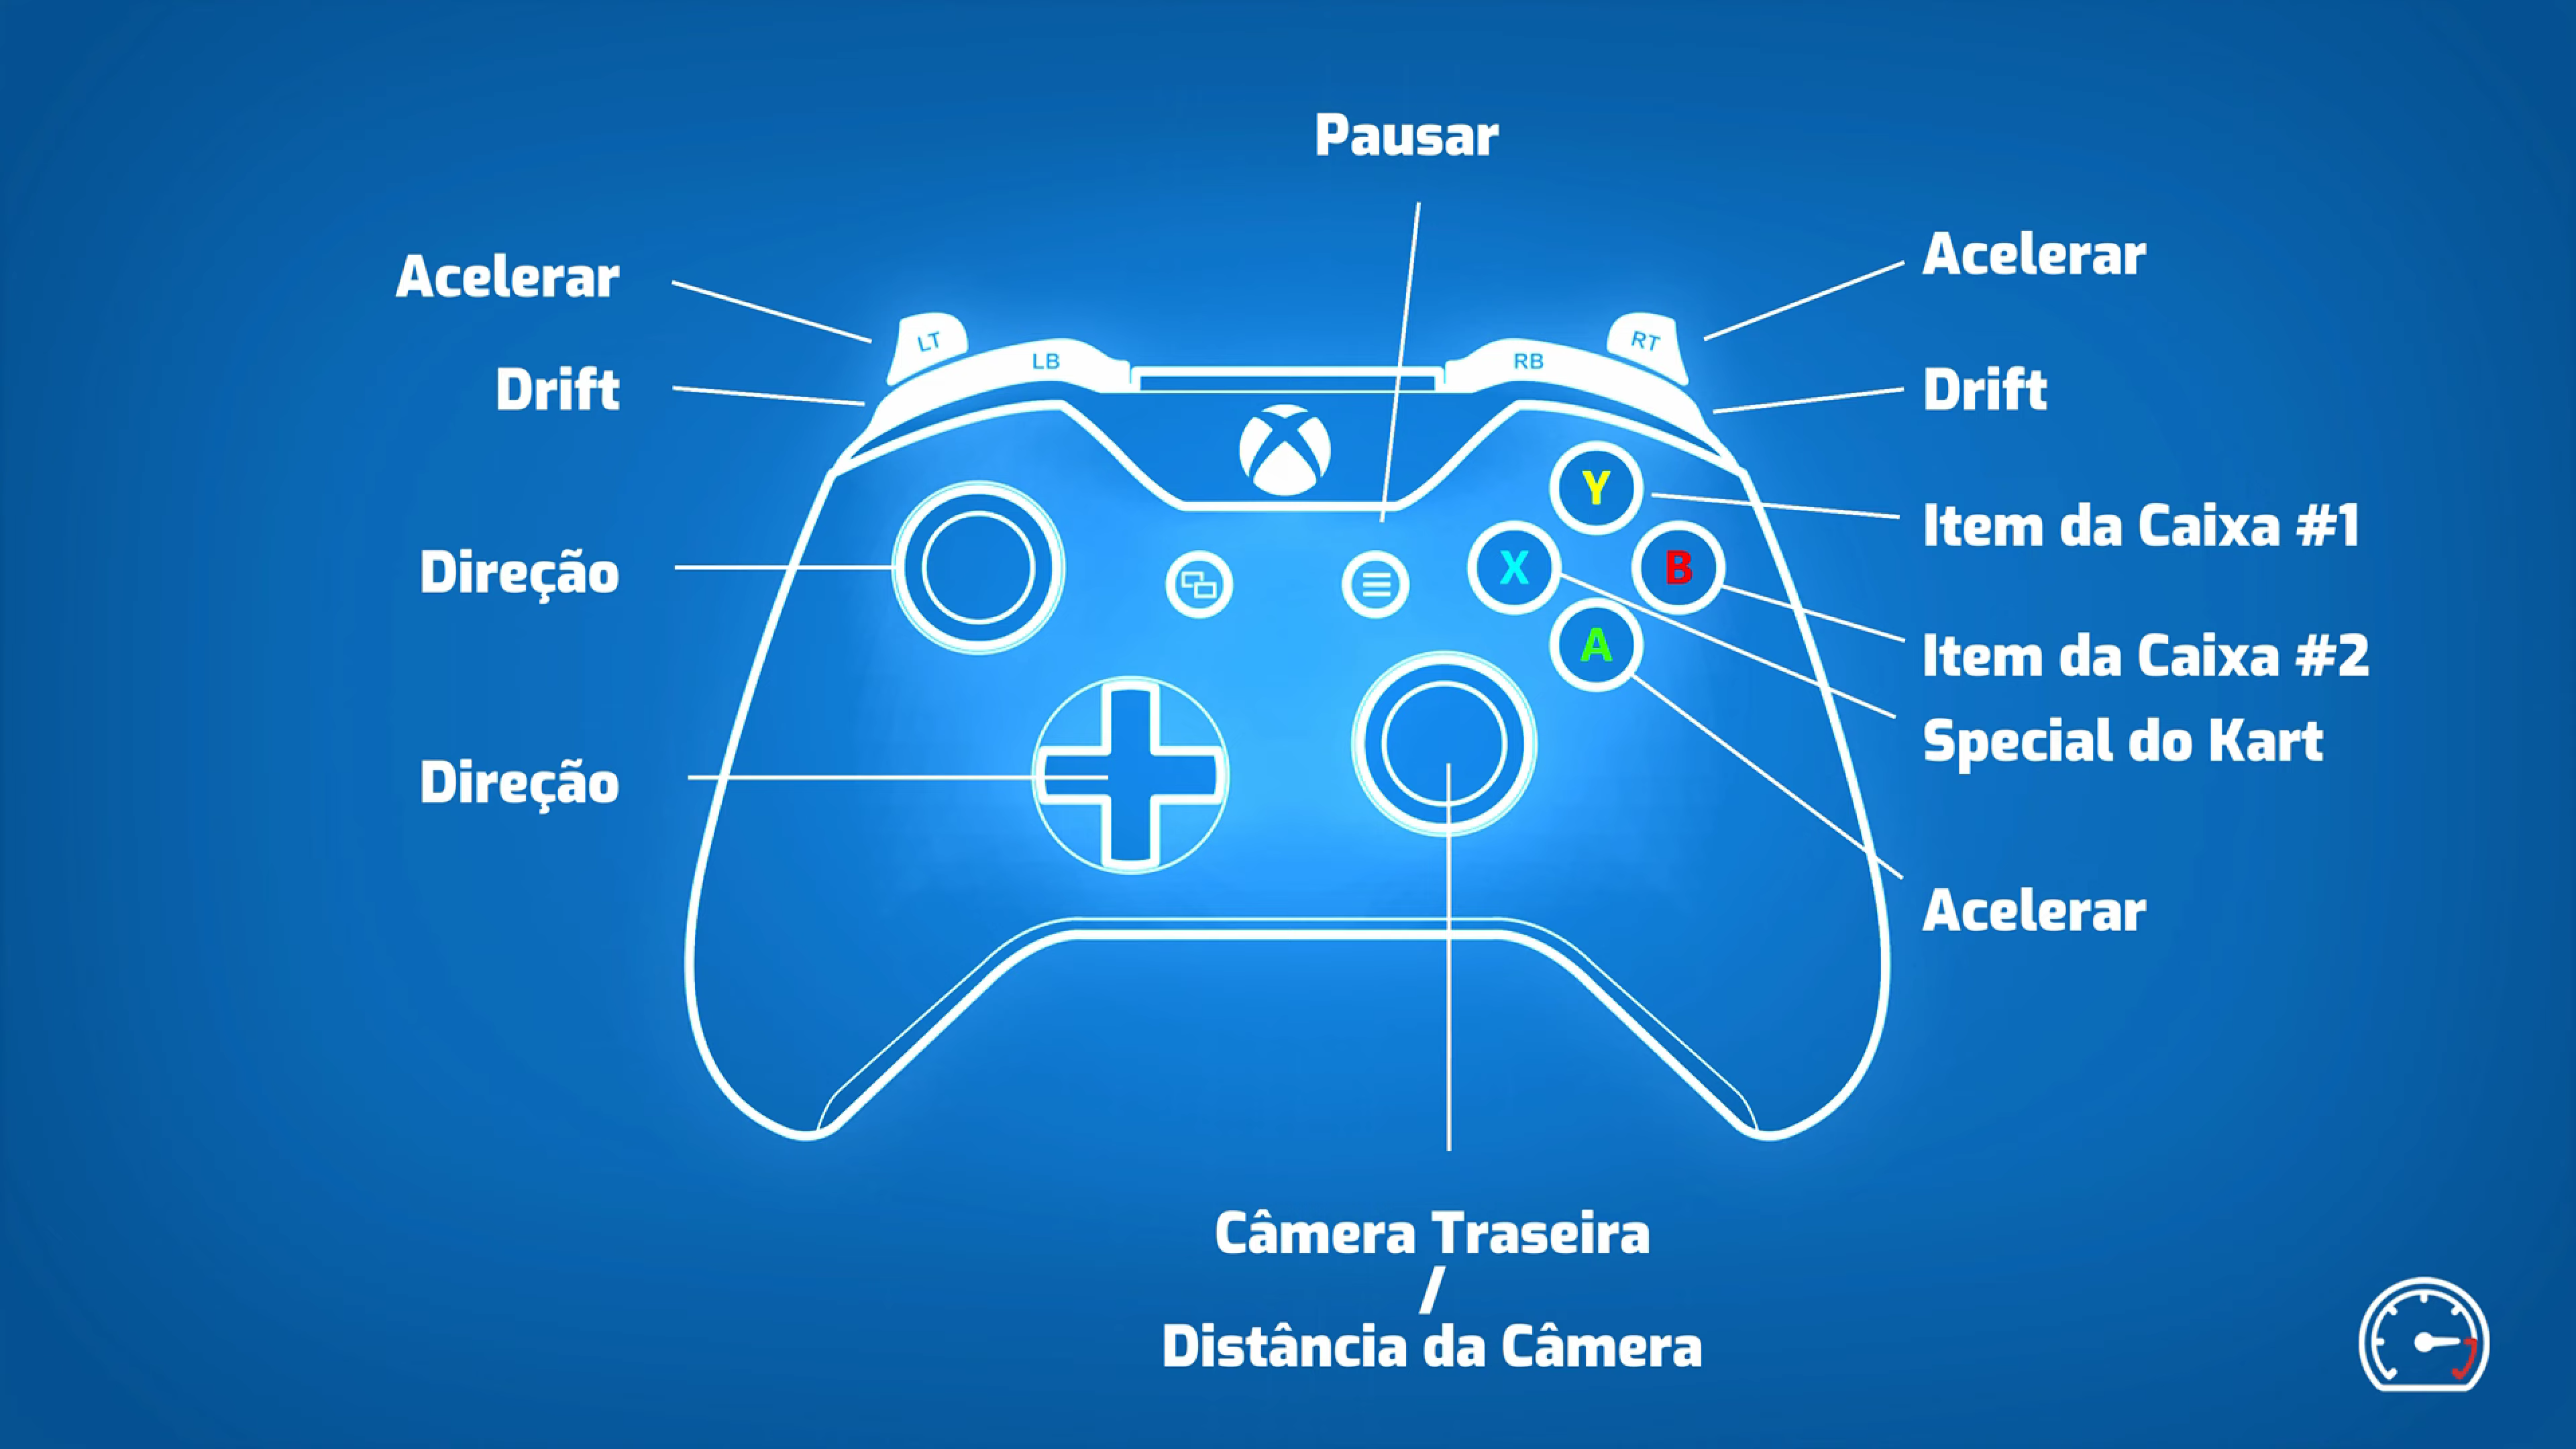 Pausar
Acelerar
Acelerar
LT
RT
LB
RB
Drift
Drift
Y
Item da Caixa #1
Direção
X
B
A
Item da Caixa #2
Special do Kart
Direção
Acelerar
Câmera Traseira
/
Distância da Câmera